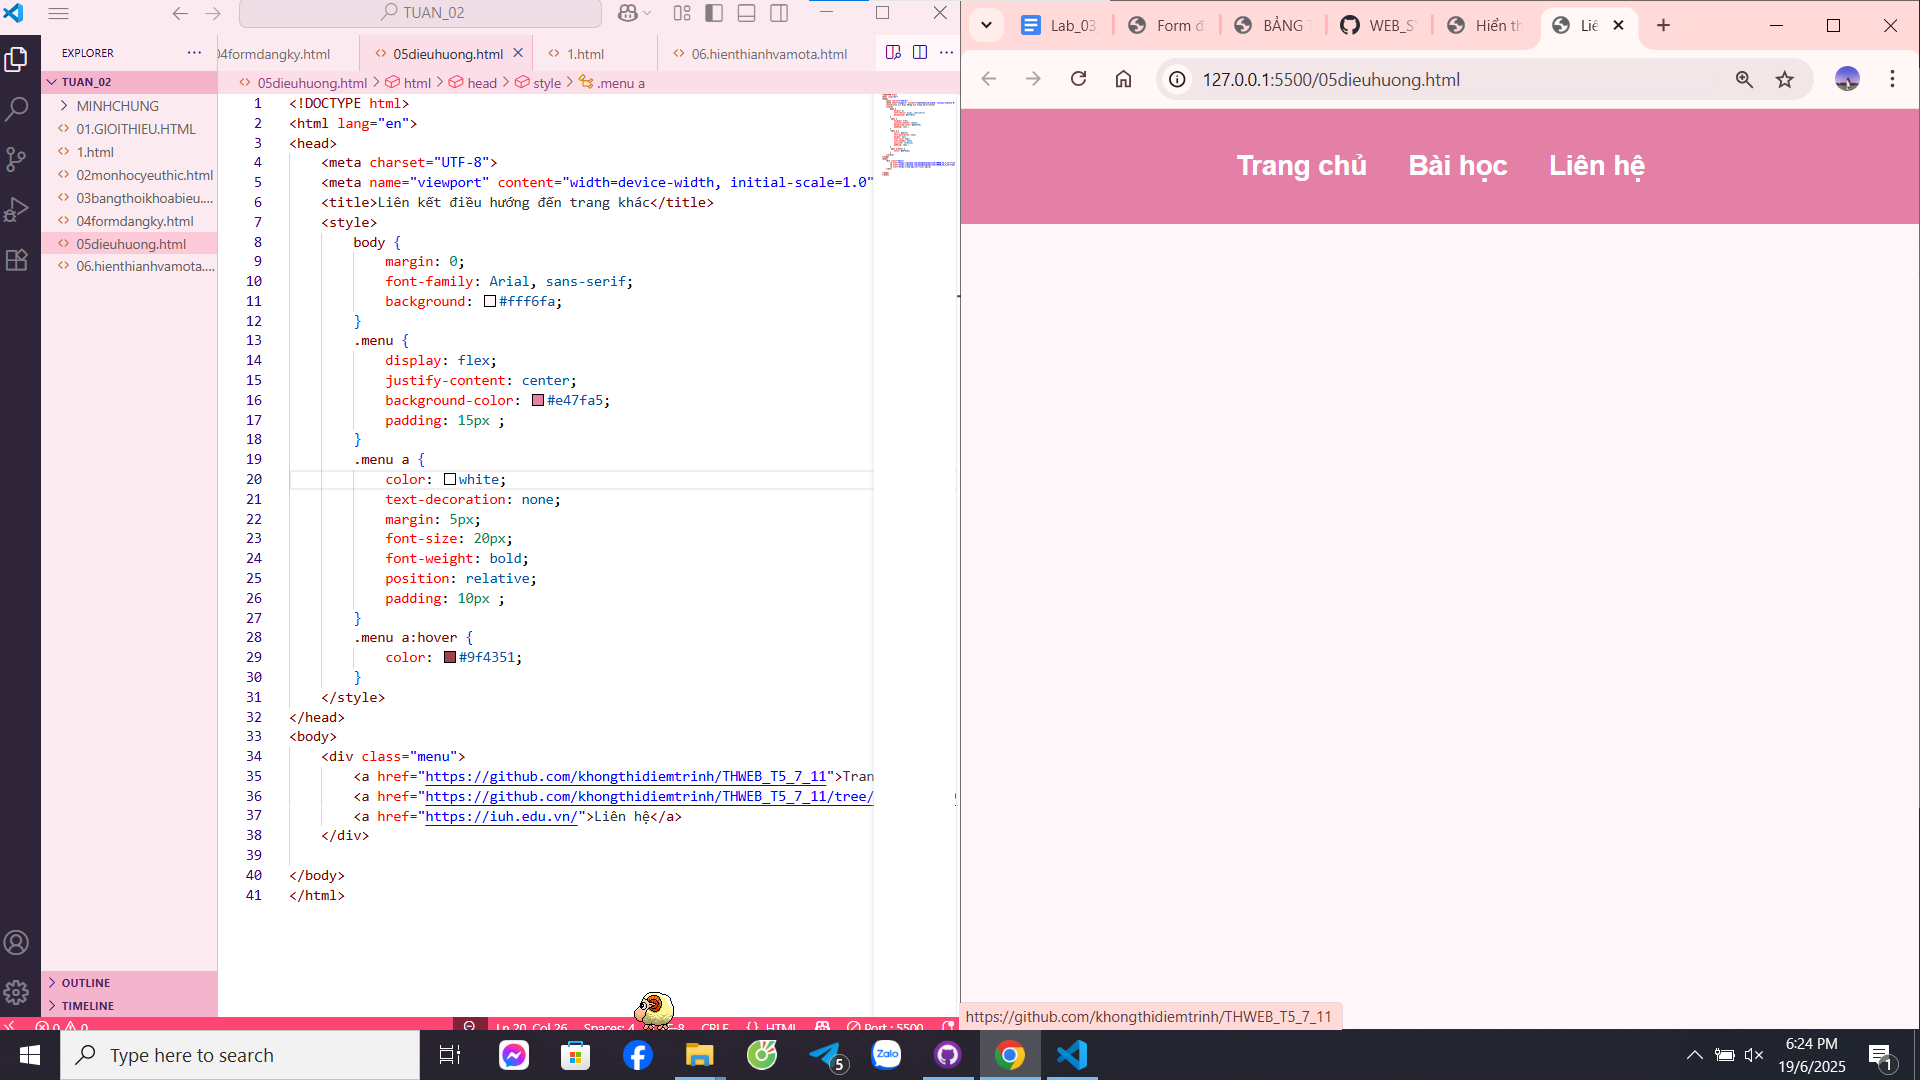 TUAN_02
EXPLORER
04formdangky.html
05dieuhuong.html
1.html
06.hienthianhvamota.html
TUAN_02
MINHCHUNG
01.GIOITHIEU.HTML
1.html
02monhocyeuthic.html
03bangthoikhoabieu....
04formdangky.html
05dieuhuong.html
06.hienthianhvamota....
OUTLINE
TIMELINE
05dieuhuong.html > html > head > style > .menu a
1 <!DOCTYPE html>
2 <html lang="en">
3 <head>
4 <meta charset="UTF-8">
5 <meta name="viewport" content="width=device-width, initial-scale=1.0"
6 <title>Liên kết điều hướng đến trang khác</title>
7 <style>
8 body {
9 margin: 0;
10 font-family: Arial, sans-serif;
11 background: #fff6fa;
12 }
13 .menu {
14 display: flex;
15 justify-content: center;
16 background-color: #e47fa5;
17 padding: 15px ;
18 }
19 .menu a {
20 color: white;
21 text-decoration: none;
22 margin: 5px;
23 font-size: 20px;
24 font-weight: bold;
25 position: relative;
26 padding: 10px ;
27 }
28 .menu a:hover {
29 color: #9f4351;
30 }
31 </style>
32 </head>
33 <body>
34 <div class="menu">
35 <a href="https://github.com/khongthidiemtrinh/THWEB_T5_7_11">Tran
36 <a href="https://github.com/khongthidiemtrinh/THWEB_T5_7_11/tree/
37 <a href="https://iuh.edu.vn/">Liên hệ</a>
38 </div>
39
40 </body>
41 </html>
0 0 Ln 20, Col 26 Spaces: 4 CRLF {} HTML Port : 5500
Lab_03 Form đ BẢNG WEB_S Hiển th Liê
127.0.0.1:5500/05dieuhuong.html
Trang chủ Bài học Liên hệ
https://github.com/khongthidiemtrinh/THWEB_T5_7_11
Type here to search
5
Zalo
6:24 PM
19/6/2025
1